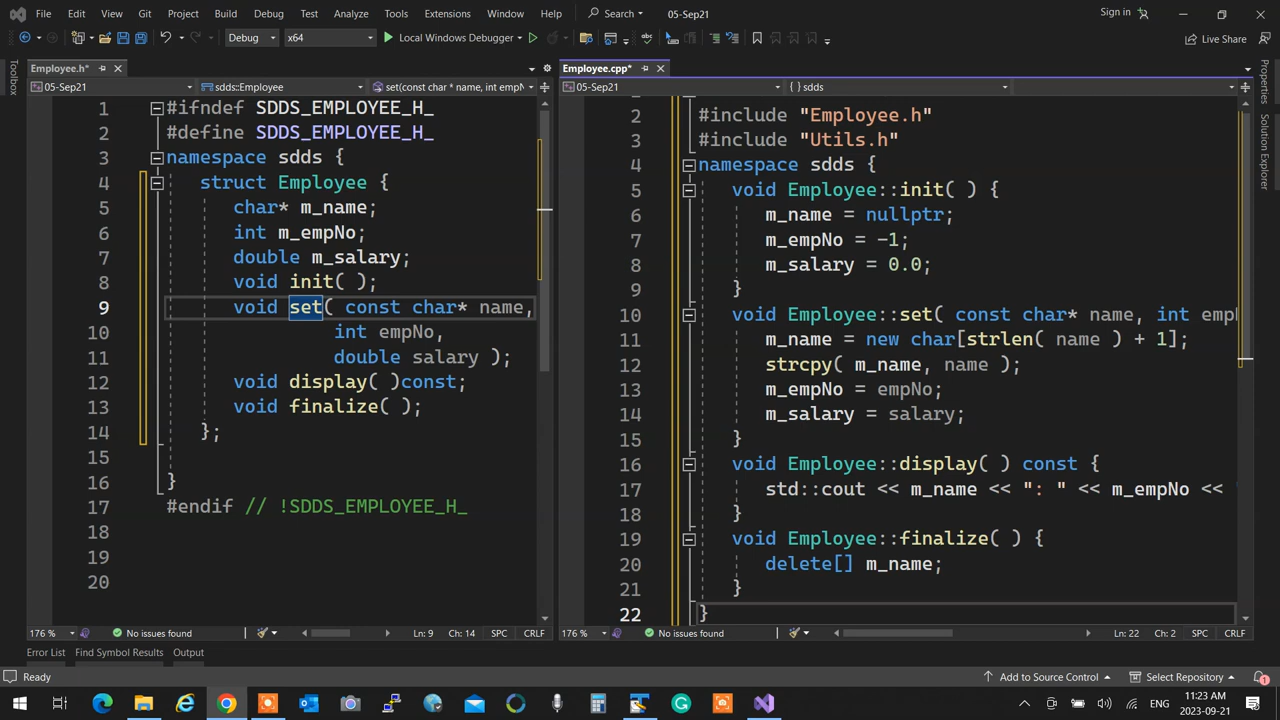 File Edit View Git Project Build Debug Test Analyze Tools Extensions Window Help Search 05-Sep21 Sign in
Debug x64 Local Windows Debugger Live Share
Toolbox
Employee.h*
05-Sep21 sdds::Employee set(const char * name, int empN
1 #ifndef SDDS_EMPLOYEE_H_
2 #define SDDS_EMPLOYEE_H_
3 namespace sdds {
4 struct Employee {
5 char* m_name;
6 int m_empNo;
7 double m_salary;
8 void init( );
9 void set( const char* name,
10 int empNo,
11 double salary );
12 void display( )const;
13 void finalize( );
14 };
15
16 }
17 #endif // !SDDS_EMPLOYEE_H_
18
19
20
176 % No issues found Ln: 9 Ch: 14 SPC CRLF
Employee.cpp*
05-Sep21 {} sdds
2 #include "Employee.h"
3 #include "Utils.h"
4 namespace sdds {
5 void Employee::init( ) {
6 m_name = nullptr;
7 m_empNo = -1;
8 m_salary = 0.0;
9 }
10 void Employee::set( const char* name, int emp
11 m_name = new char[strlen( name ) + 1];
12 strcpy( m_name, name );
13 m_empNo = empNo;
14 m_salary = salary;
15 }
16 void Employee::display( ) const {
17 std::cout << m_name << ": " << m_empNo <<
18 }
19 void Employee::finalize( ) {
20 delete[] m_name;
21 }
22 }
176 % No issues found Ln: 22 Ch: 2 SPC CRLF
Properties
Solution Explorer
Error List Find Symbol Results Output
Ready Add to Source Control Select Repository 1
ENG 11:23 AM
2023-09-21